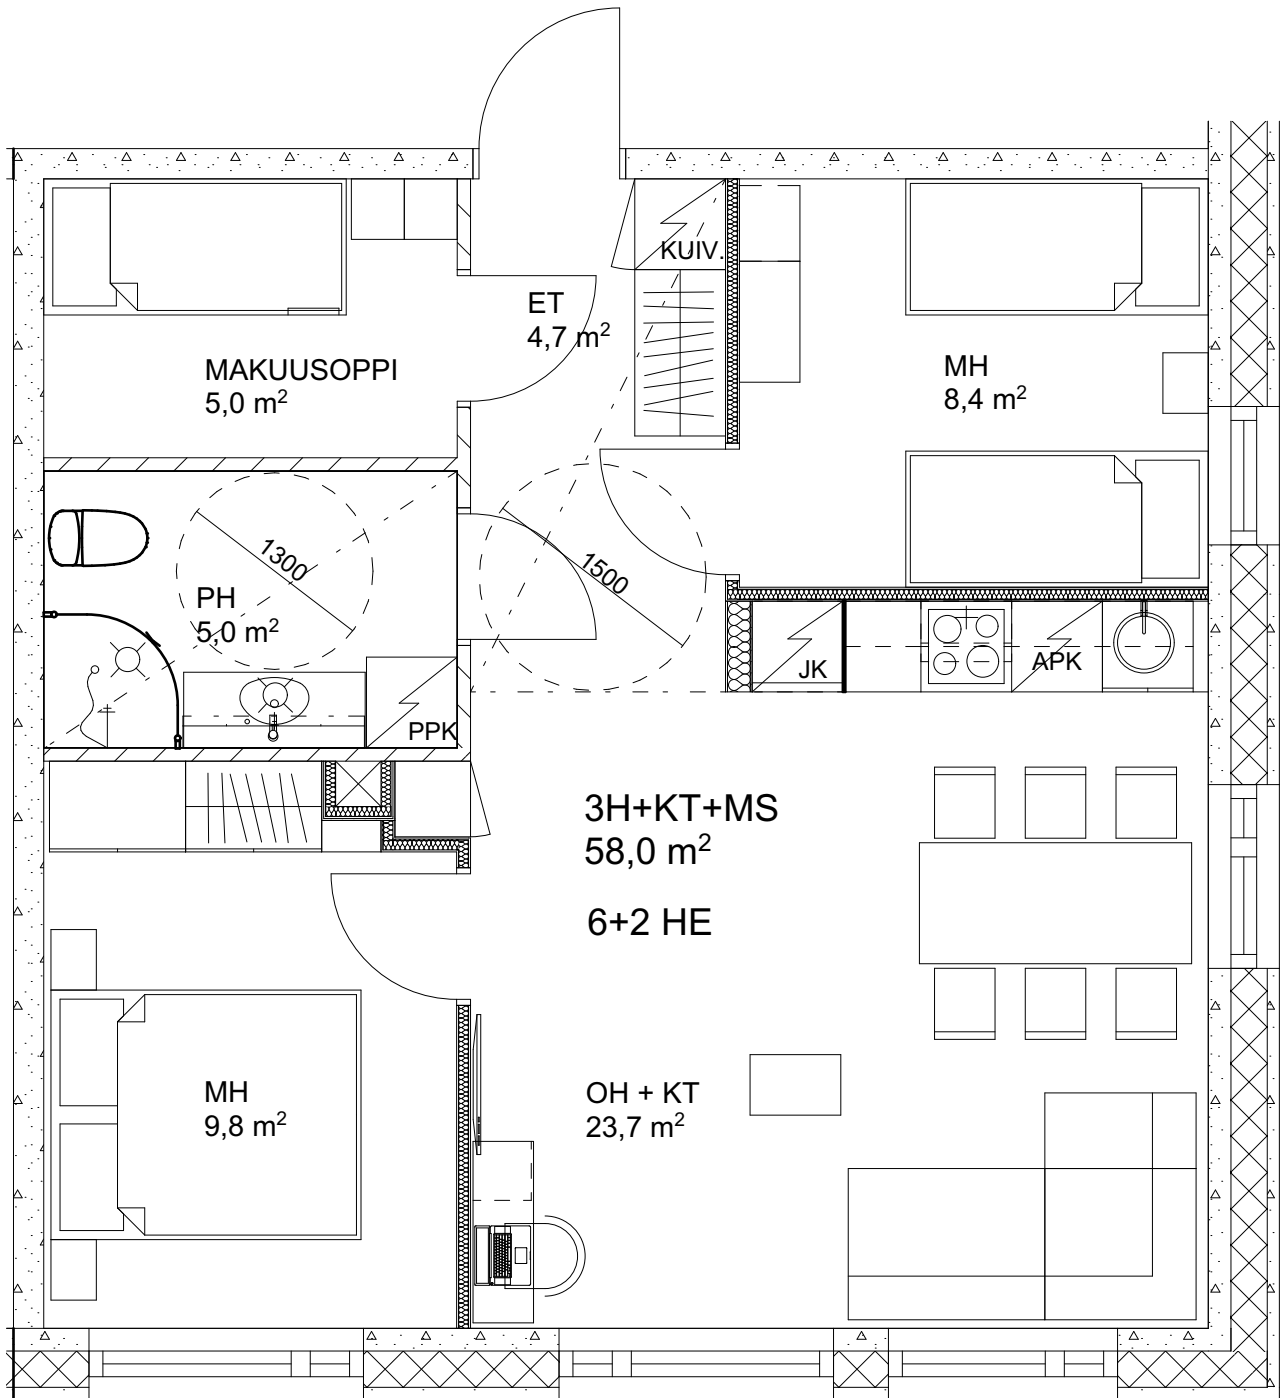 KUIV.
ET
4,7 m²
MAKUUSOPPI
5,0 m²
MH
8,4 m²
1300
1500
PH
5,0 m²
JK
APK
PPK
3H+KT+MS
58,0 m²
6+2 HE
MH
9,8 m²
OH + KT
23,7 m²